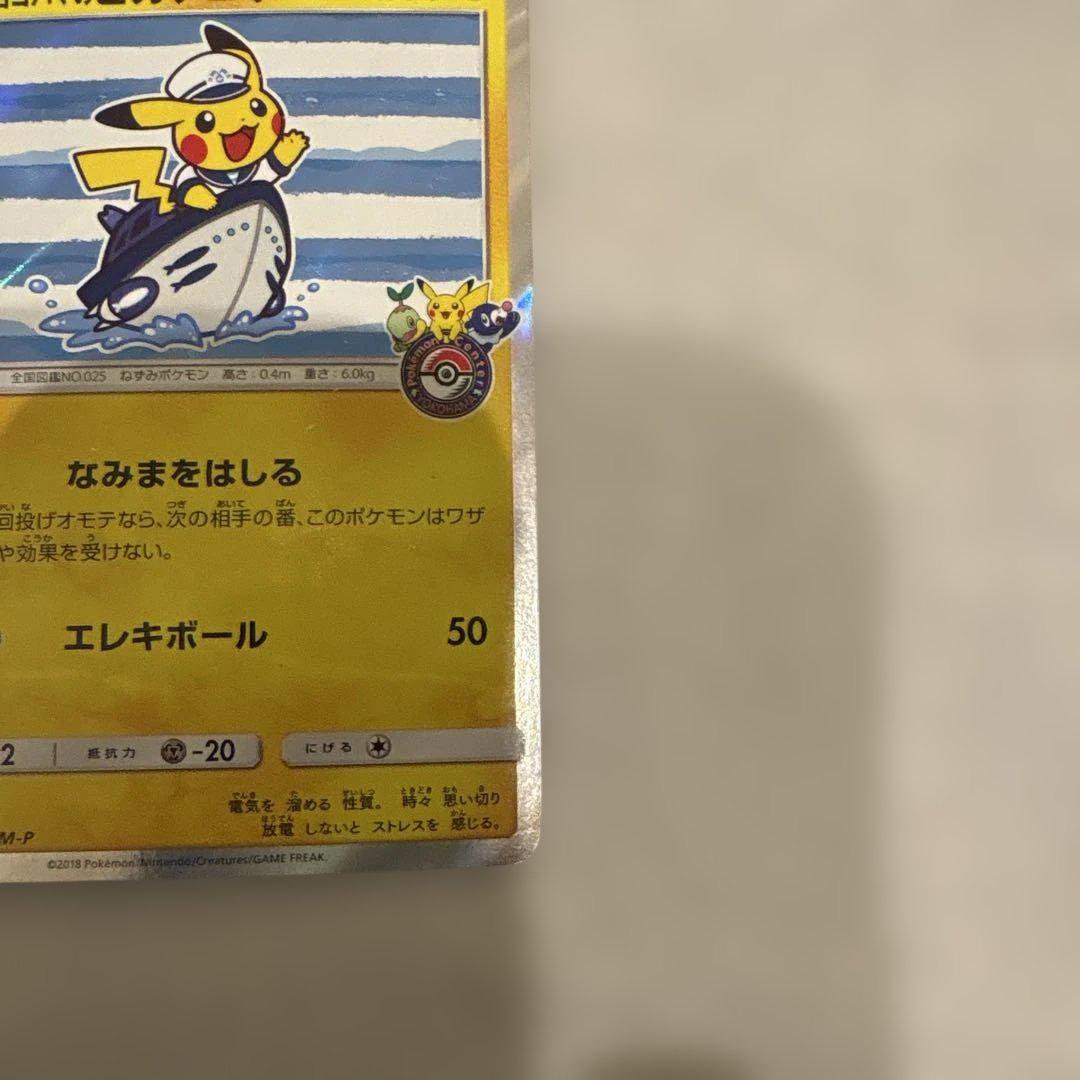 全国図鑑NO.025 ねずみポケモン 高さ:0.4m 重さ:6.0kg
Pokémon Center
YOKOHAMA
なみまをはしる
回投げオモテなら、次の相手の番、このポケモンはワザ
や効果を受けない。
エレキボール 50
2 抵抗力 -20 にげる
電気を 溜める 性質。 時々 思い切り
放電 しないと ストレスを 感じる。
M-P
©2018 Pokémon/Nintendo/Creatures/GAME FREAK.